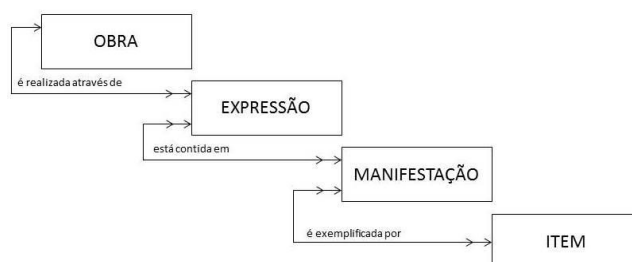 OBRA
é realizada através de
EXPRESSÃO
está contida em
MANIFESTAÇÃO
é exemplificada por
ITEM